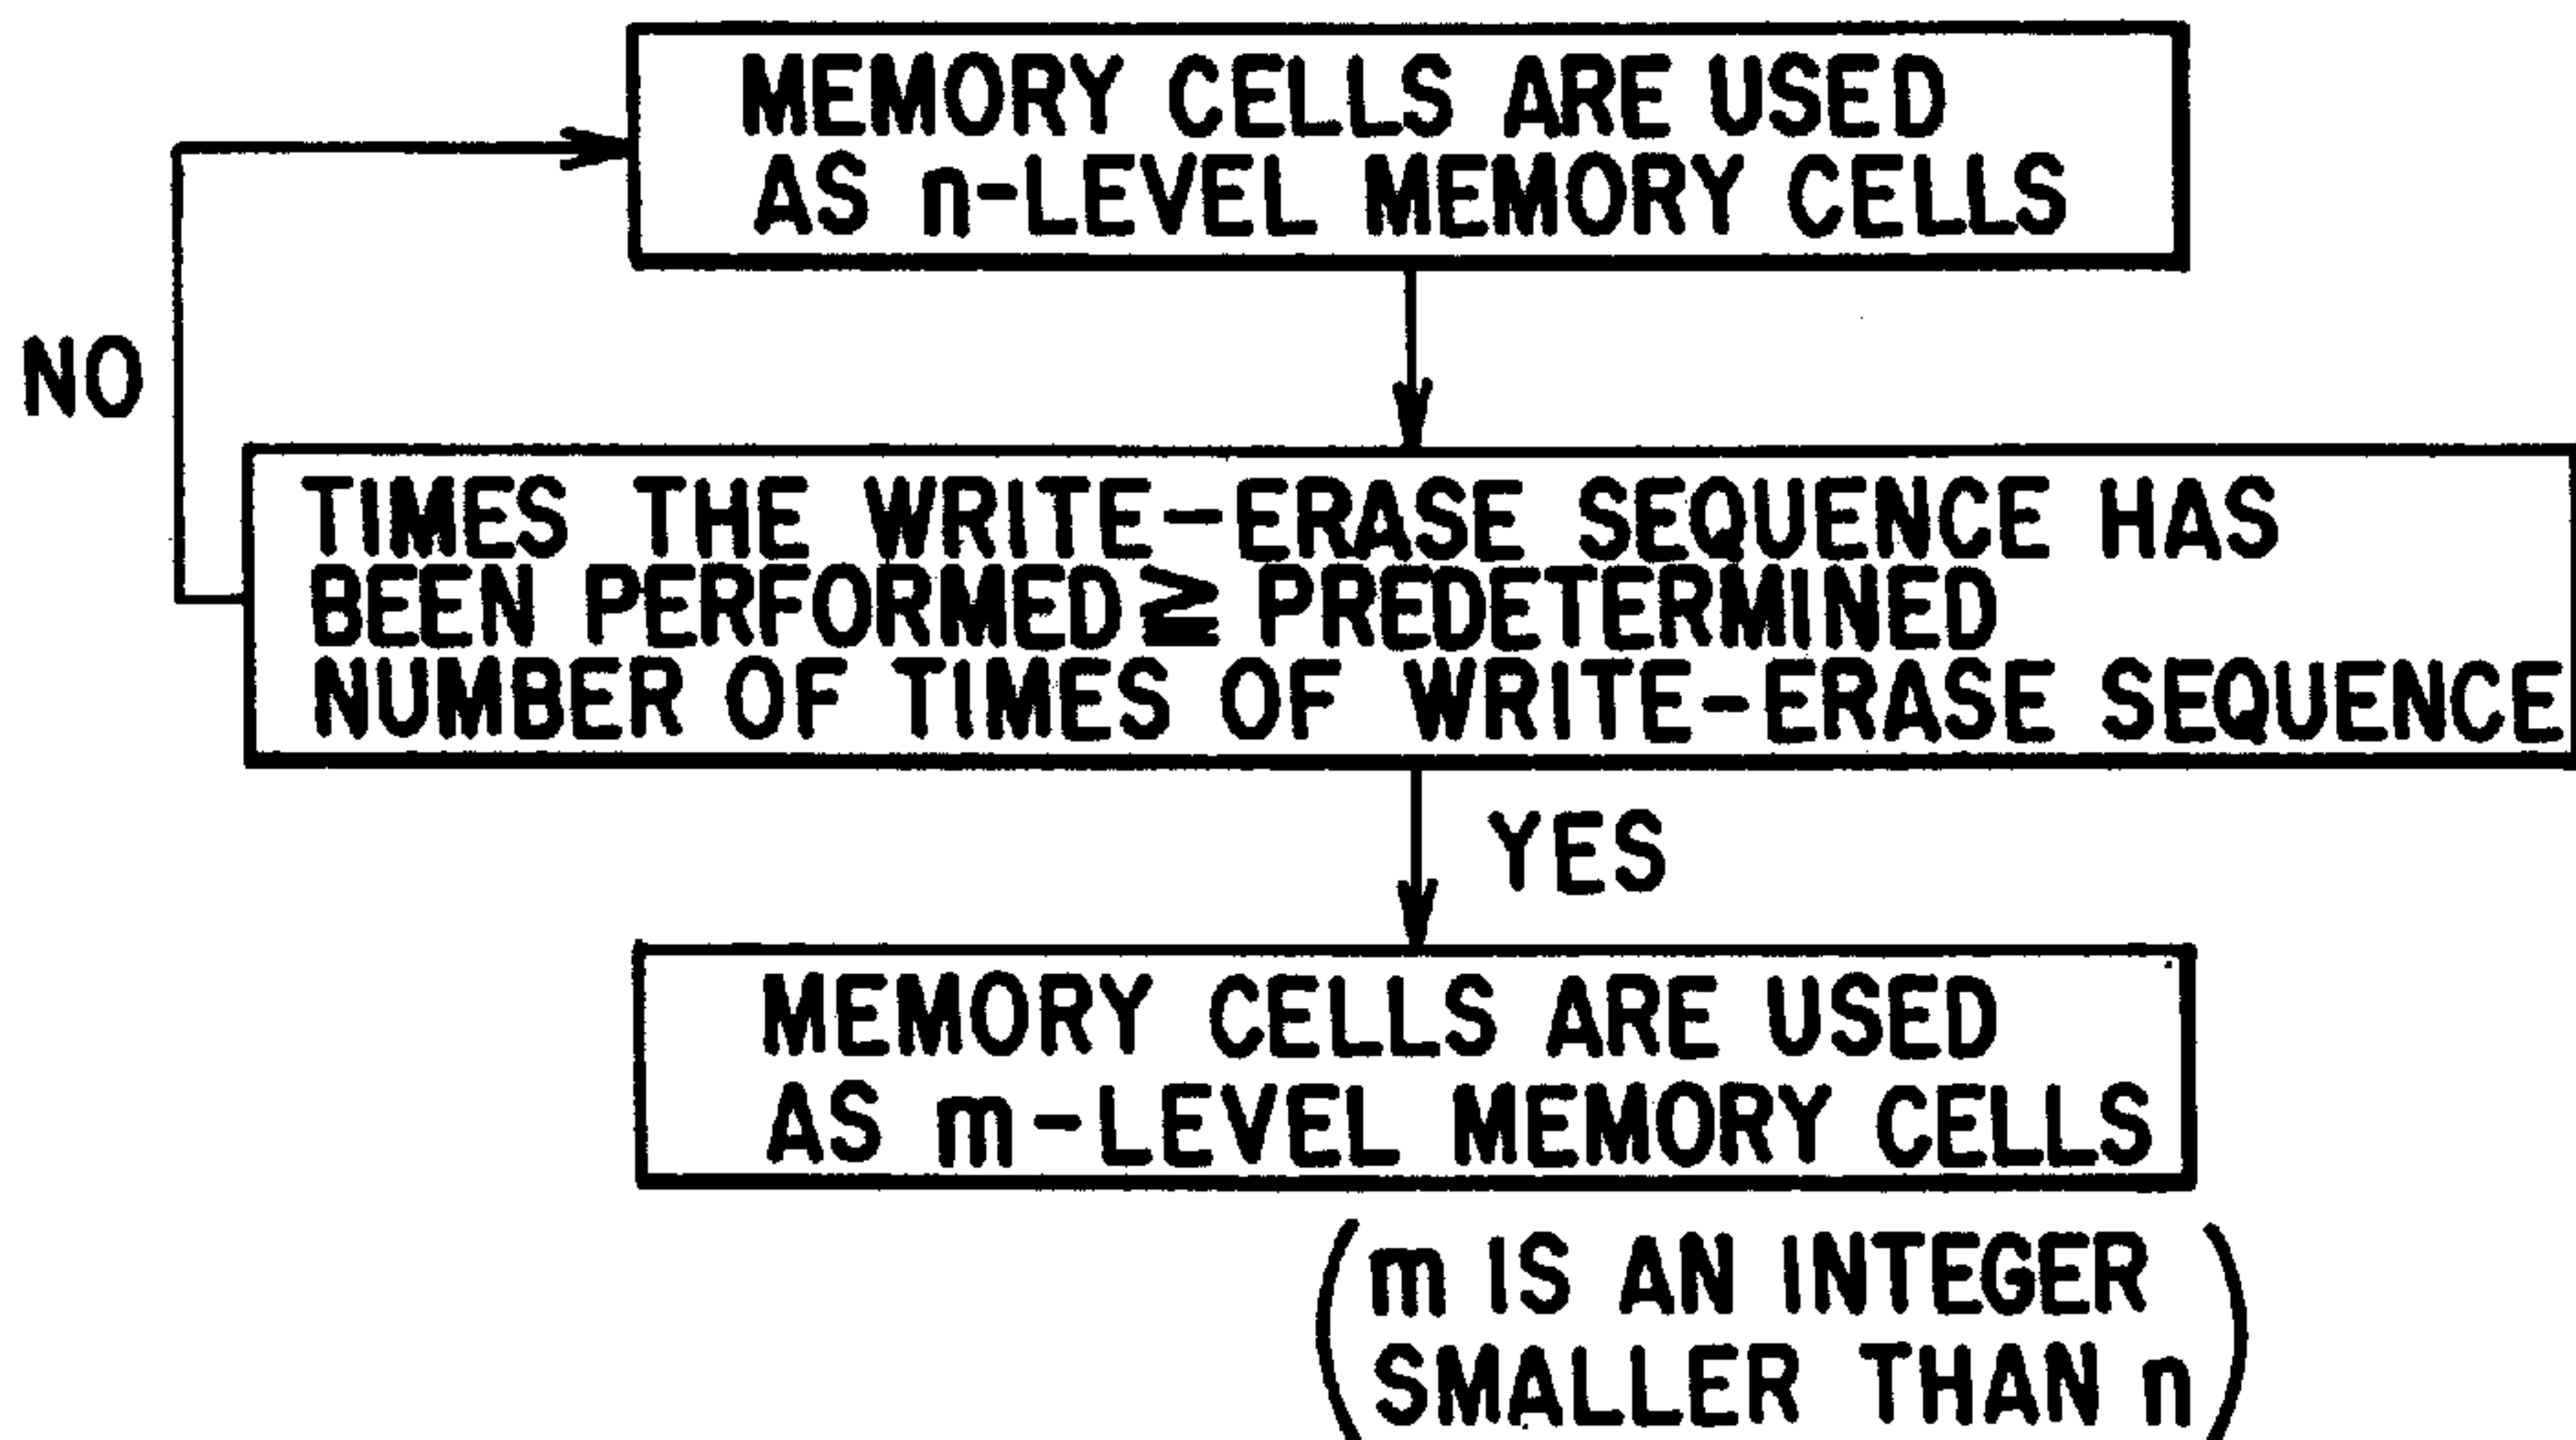 MEMORY CELLS ARE USED
AS n-LEVEL MEMORY CELLS
NO
TIMES THE WRITE-ERASE SEQUENCE HAS
BEEN PERFORMED ≧ PREDETERMINED
NUMBER OF TIMES OF WRITE-ERASE SEQUENCE
YES
MEMORY CELLS ARE USED
AS m-LEVEL MEMORY CELLS
(m IS AN INTEGER
SMALLER THAN n)